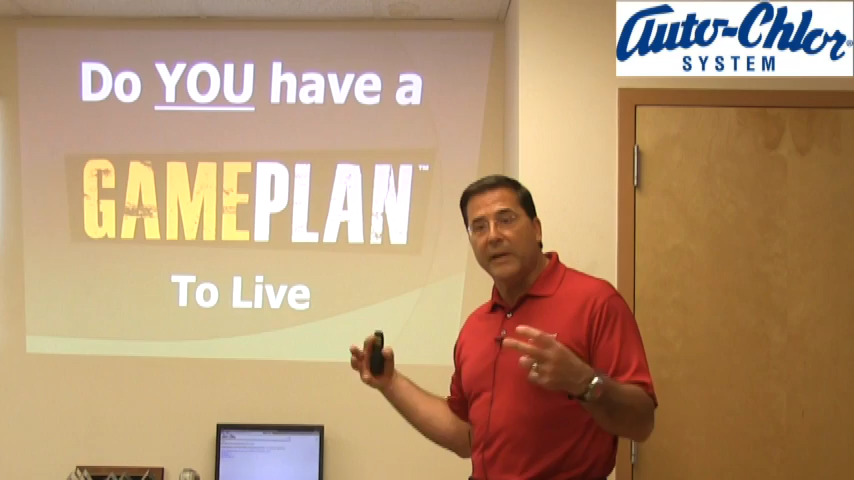 Do YOU have a
GAMEPLAN™
To Live
Auto-Chlor®
SYSTEM